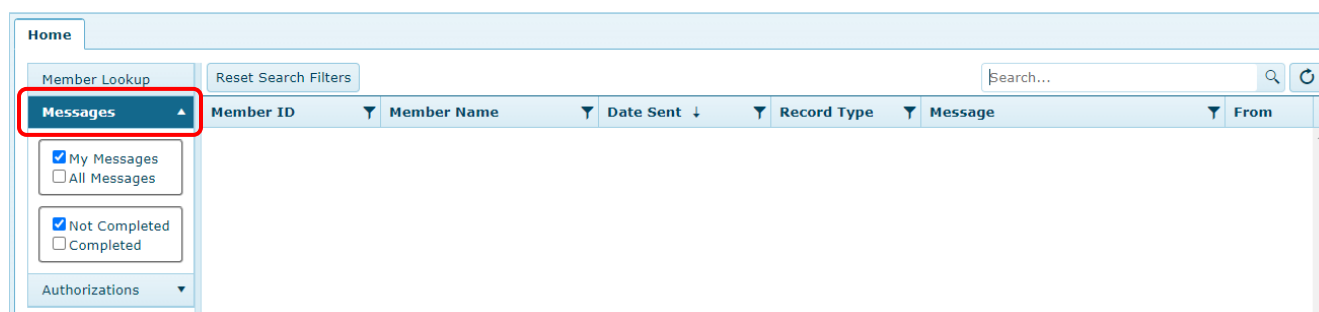 Home
Member Lookup
Reset Search Filters
Search...
Messages
Member ID
Member Name
Date Sent ↓
Record Type
Message
From
My Messages
All Messages
Not Completed
Completed
Authorizations